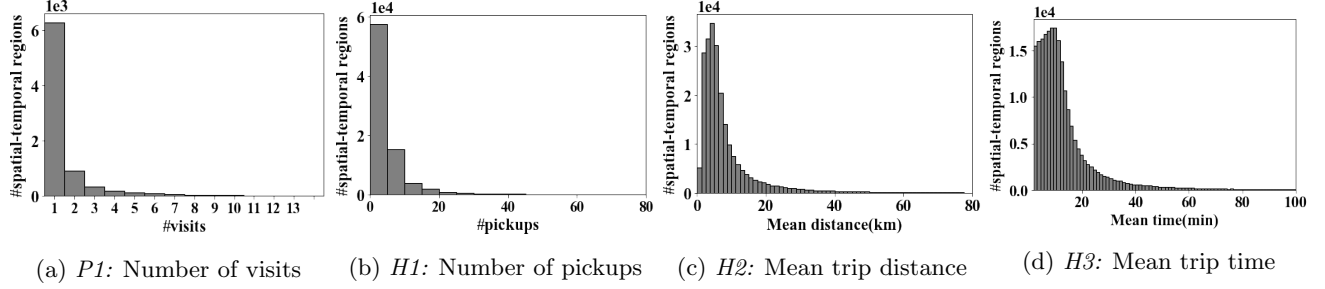 1e3
#spatial-temporal regions
6
4
2
0
1 2 3 4 5 6 7 8 9 10 11 12 13
#visits
(a) P1: Number of visits
1e4
#spatial-temporal regions
6
4
2
0
0 20 40 60 80
#pickups
(b) H1: Number of pickups
1e4
#spatial-temporal regions
3
2
1
0
0 20 40 60 80
Mean distance(km)
(c) H2: Mean trip distance
1e4
#spatial-temporal regions
1.5
1.0
0.5
0.0
20 40 60 80 100
Mean time(min)
(d) H3: Mean trip time